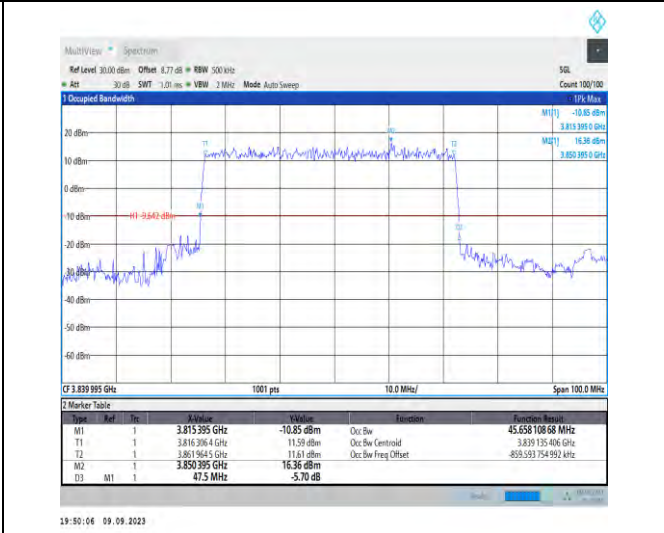 MultiView Spectrum
Ref Level 30.00 dBm Offset 8.77 dB RBW 500 kHz SGL
Att 30 dB SWT 1.01 ms VBW 2 MHz Mode Auto Sweep Count 100/100
1 Occupied Bandwidth 1Pk Max
M1[1] -10.85 dBm
3.815 395 0 GHz
M2[1] 16.36 dBm
3.850 395 0 GHz
20 dBm
T1 M2 T2
10 dBm
0 dBm
M1
-10 dBm H1 -9.642 dBm
D3
-20 dBm
-30 dBm
-40 dBm
-50 dBm
-60 dBm
CF 3.839 995 GHz 1001 pts 10.0 MHz/ Span 100.0 MHz
2 Marker Table
Type Ref Trc X-Value Y-Value Function Function Result
M1 1 3.815 395 GHz -10.85 dBm Occ Bw 45.658 108 68 MHz
T1 1 3.816 306 4 GHz 11.59 dBm Occ Bw Centroid 3.839 135 406 GHz
T2 1 3.861 964 5 GHz 11.61 dBm Occ Bw Freq Offset -859.593 754 992 kHz
M2 1 3.850 395 GHz 16.36 dBm
D3 M1 1 47.5 MHz -5.70 dB
19:50:06 09.09.2023